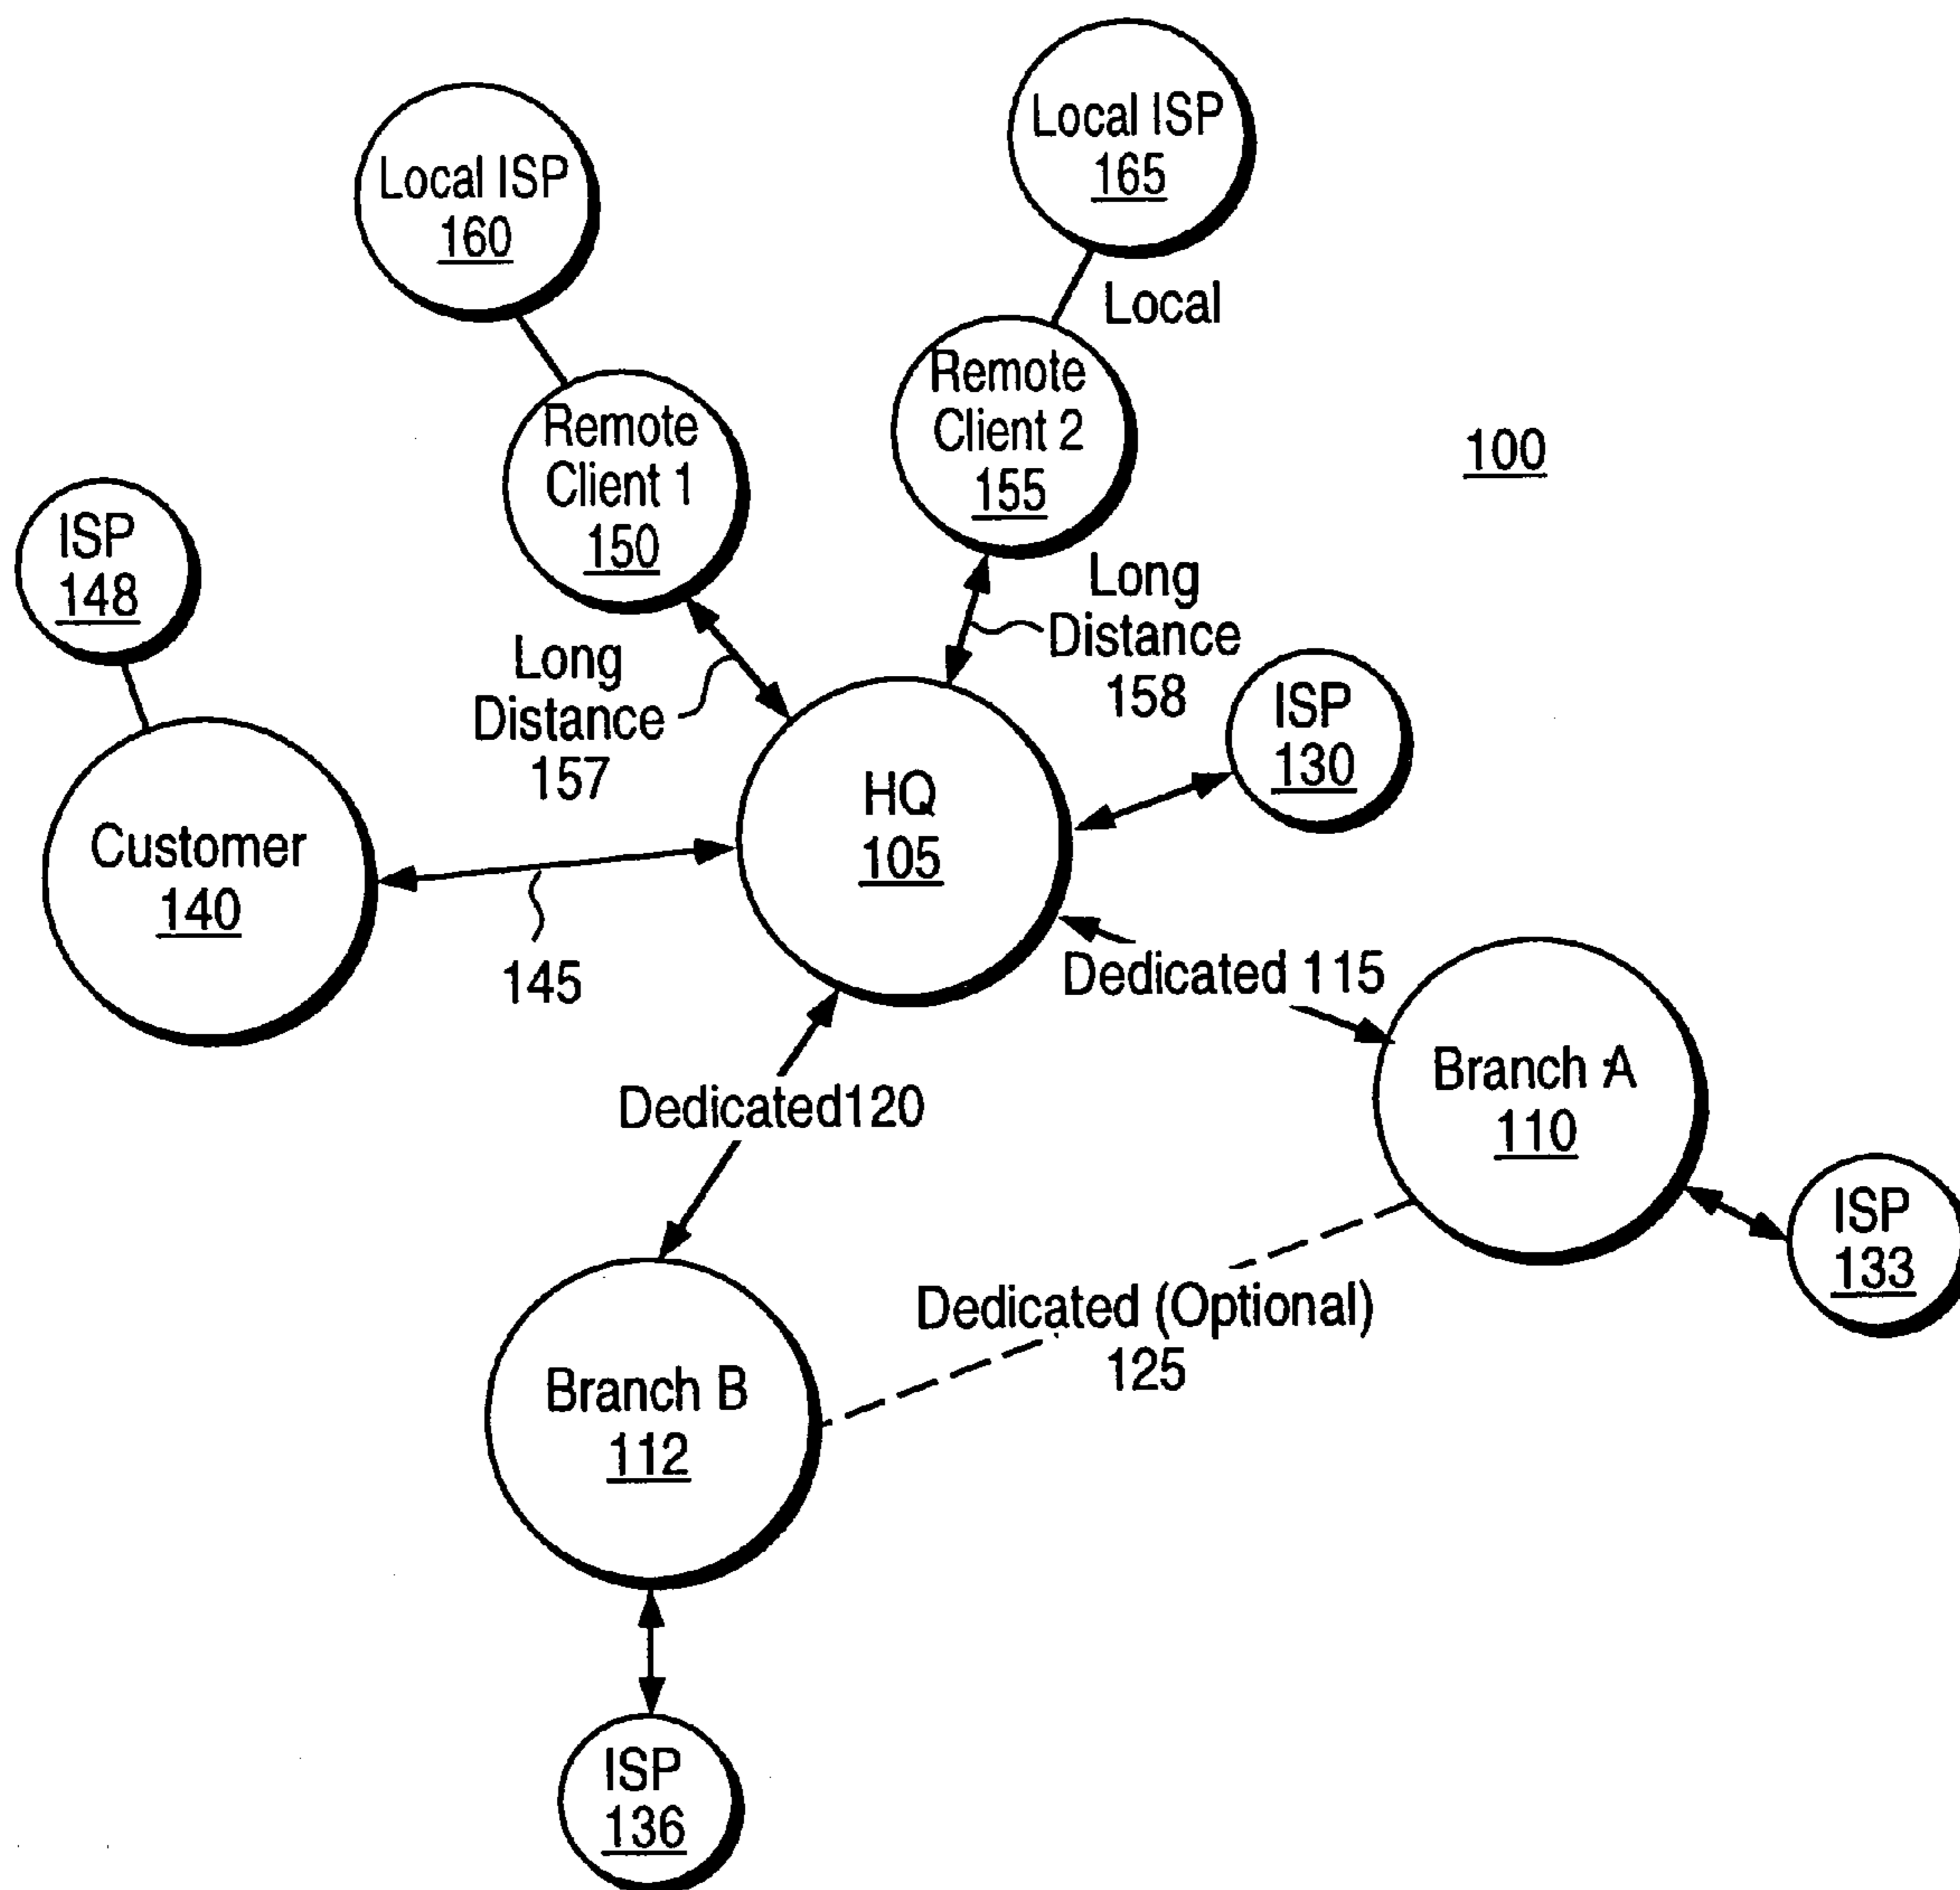 Local ISP
165
Local ISP
160
Local
Remote
Client 2
155
Remote
Client 1
150
100
ISP
148
Long
Distance
158
Long
Distance
157
ISP
130
HQ
105
Customer
140
145
Dedicated 115
Branch A
110
Dedicated120
ISP
133
Dedicated (Optional)
125
Branch B
112
ISP
136